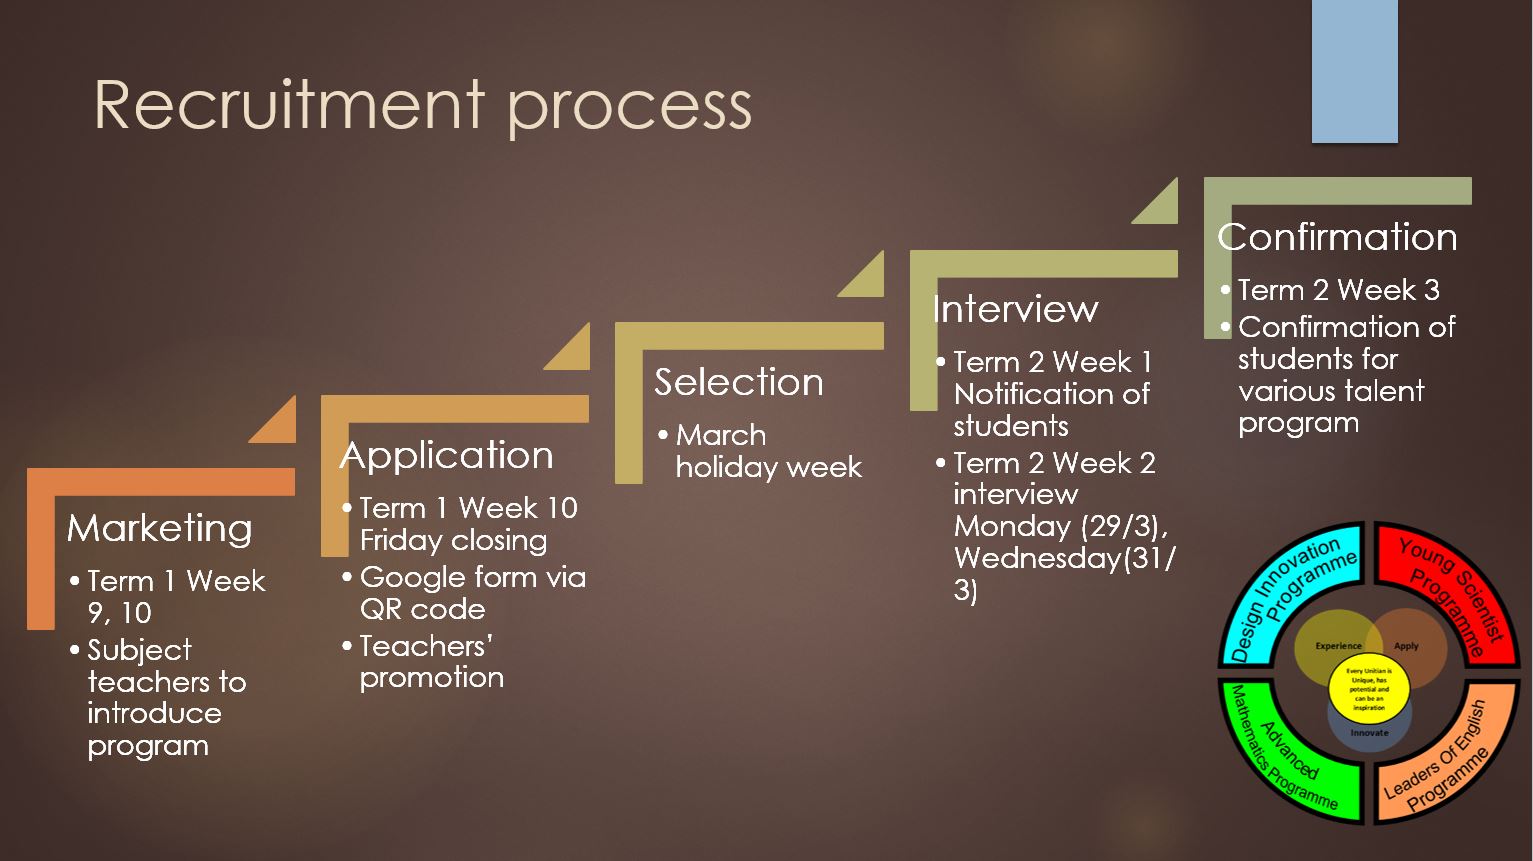 Recruitment process
Marketing
• Term 1 Week
9, 10
• Subject
teachers to
introduce
program
Application
• Term 1 Week 10
Friday closing
• Google form via
QR code
• Teachers’
promotion
Selection
• March
holiday week
Interview
• Term 2 Week 1
Notification of
students
• Term 2 Week 2
interview
Monday (29/3),
Wednesday(31/
3)
Confirmation
• Term 2 Week 3
• Confirmation of
students for
various talent
program
Design Innovation
Programme
Young Scientist
Programme
Experience
Apply
Every Unitian is
Unique, has
potential and
can be an
inspiration
Innovate
Advanced
Mathematics Programme
Leaders Of English
Programme